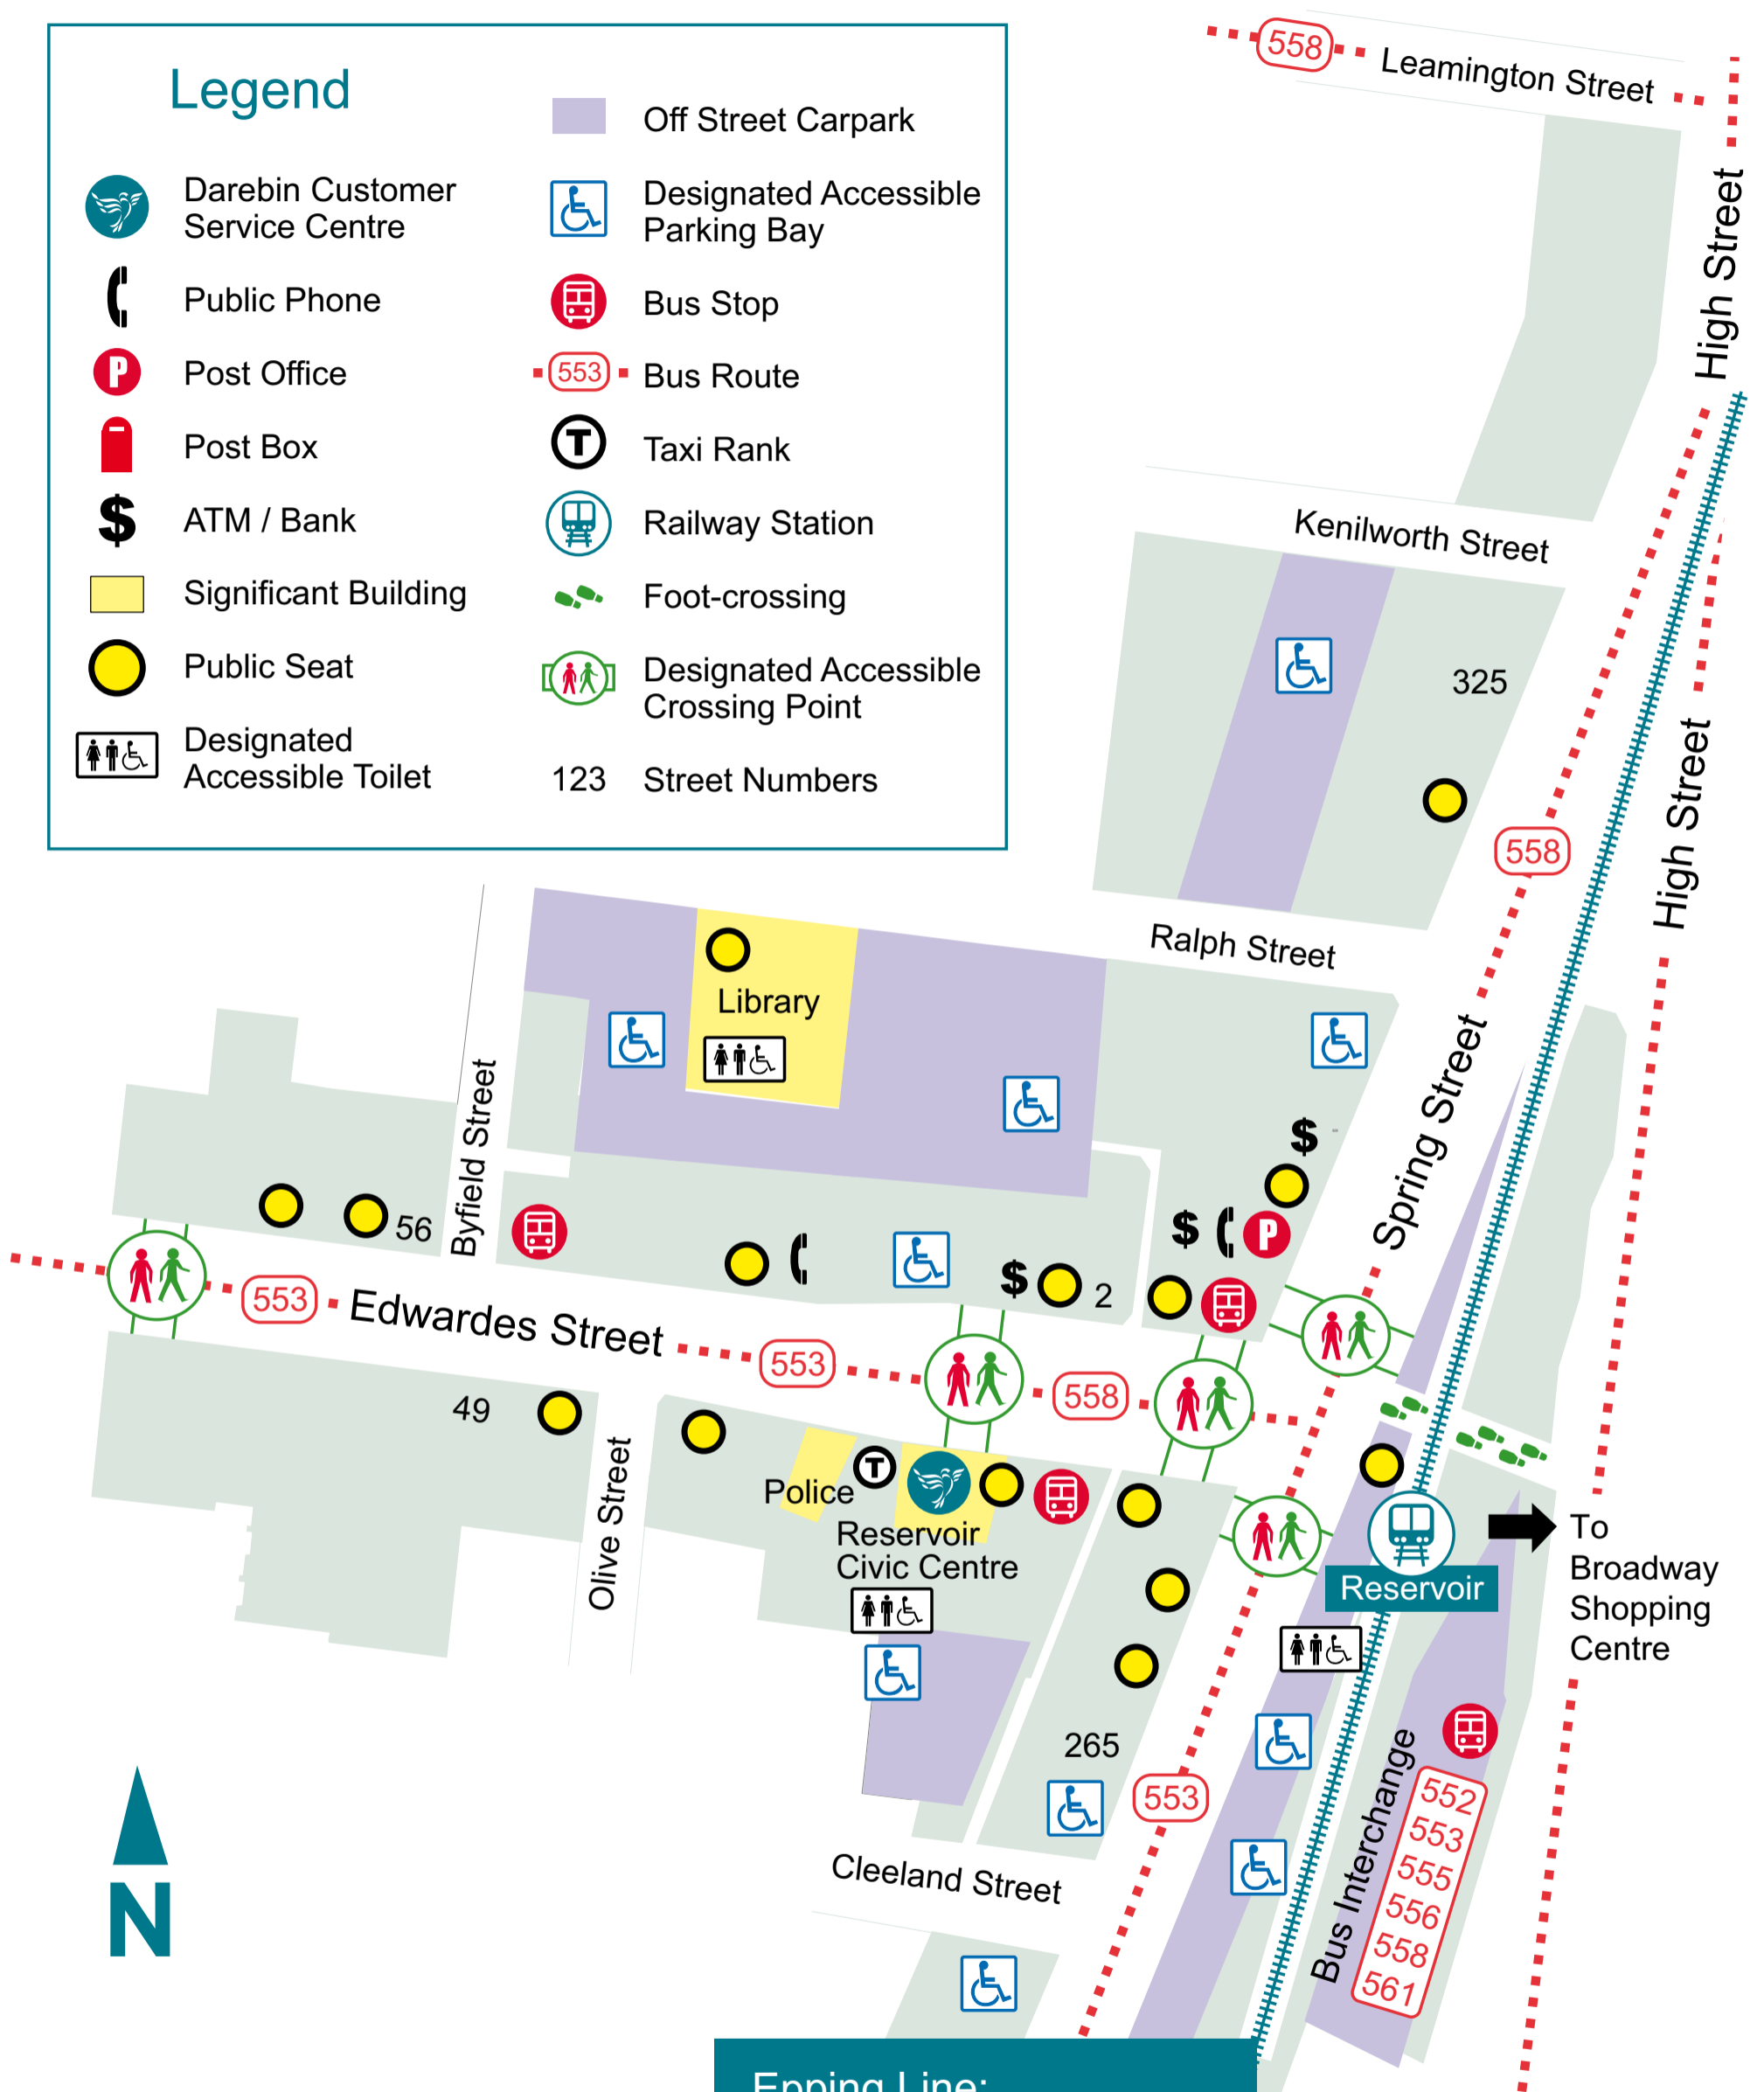 Legend
Darebin Customer
Service Centre
Public Phone
P
Post Office
Post Box
$
ATM / Bank
Significant Building
Public Seat
Designated
Accessible Toilet
Off Street Carpark
Designated Accessible
Parking Bay
Bus Stop
553
Bus Route
T
Taxi Rank
Railway Station
Foot-crossing
Designated Accessible
Crossing Point
123
Street Numbers
558
Leamington Street
High Street
Kenilworth Street
325
558
High Street
Ralph Street
Library
Byfield Street
Spring Street
$
$
P
56
$
2
553
Edwardes Street
553
558
49
Olive Street
Police
T
Reservoir
Civic Centre
Reservoir
To
Broadway
Shopping
Centre
265
553
Cleeland Street
Bus Interchange
552
553
555
556
558
561
N
Epping Line: